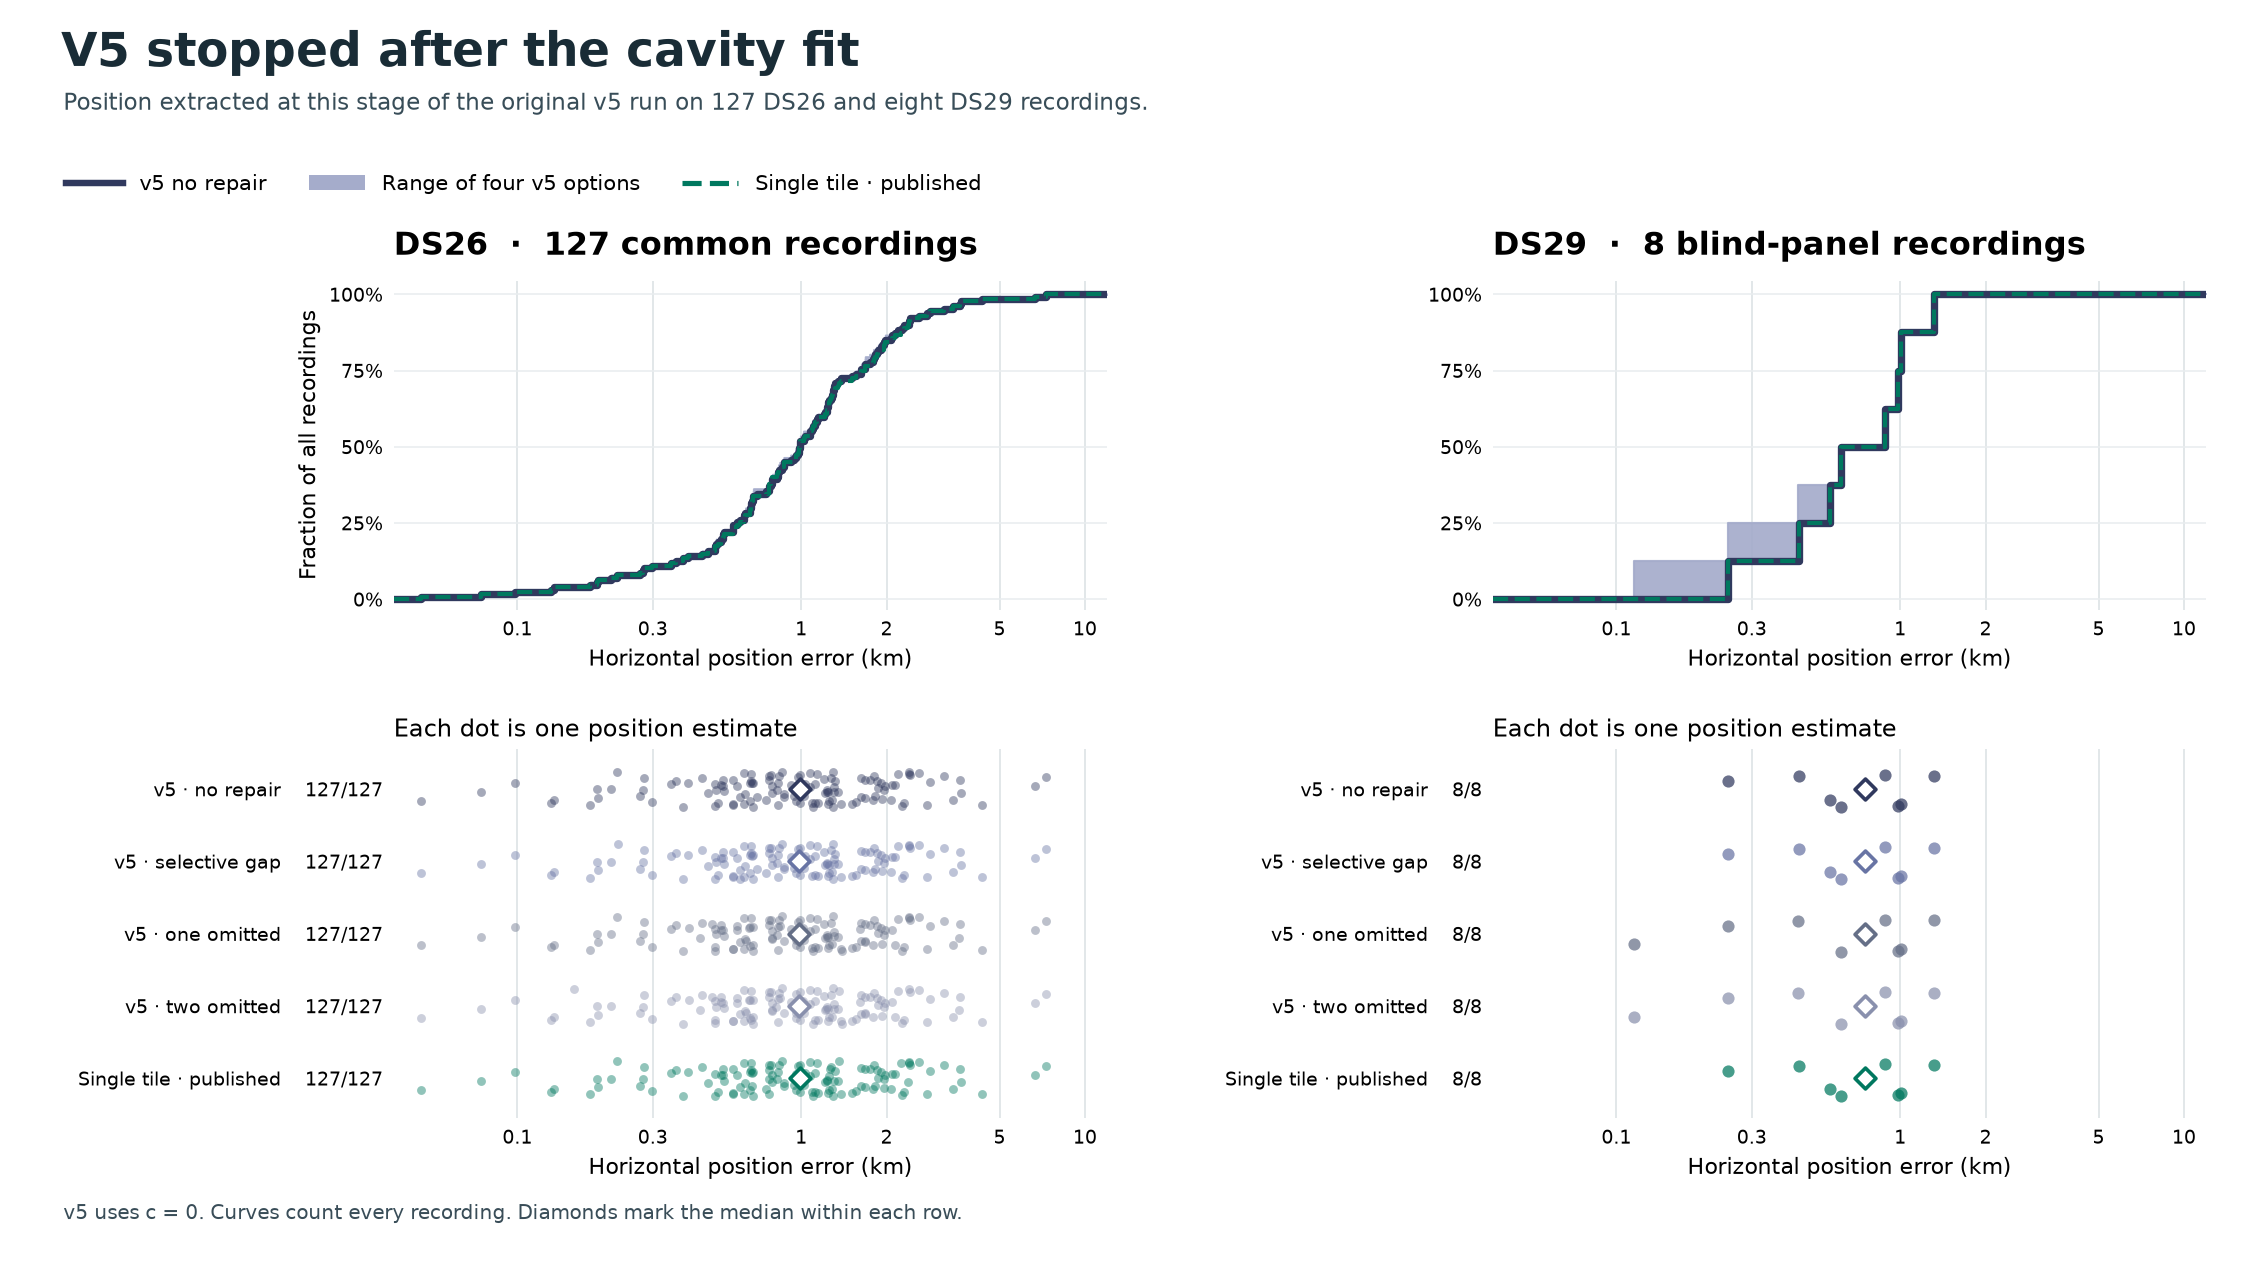 V5 stopped after the cavity fit
Position extracted at this stage of the original v5 run on 127 DS26 and eight DS29 recordings.
v5 no repair
Range of four v5 options
Single tile · published
DS26 · 127 common recordings
Fraction of all recordings
100%
75%
50%
25%
0%
0.1 0.3 1 2 5 10
Horizontal position error (km)
DS29 · 8 blind-panel recordings
100%
75%
50%
25%
0%
0.1 0.3 1 2 5 10
Horizontal position error (km)
Each dot is one position estimate
v5 · no repair 127/127
v5 · selective gap 127/127
v5 · one omitted 127/127
v5 · two omitted 127/127
Single tile · published 127/127
0.1 0.3 1 2 5 10
Horizontal position error (km)
Each dot is one position estimate
v5 · no repair 8/8
v5 · selective gap 8/8
v5 · one omitted 8/8
v5 · two omitted 8/8
Single tile · published 8/8
0.1 0.3 1 2 5 10
Horizontal position error (km)
v5 uses c = 0. Curves count every recording. Diamonds mark the median within each row.